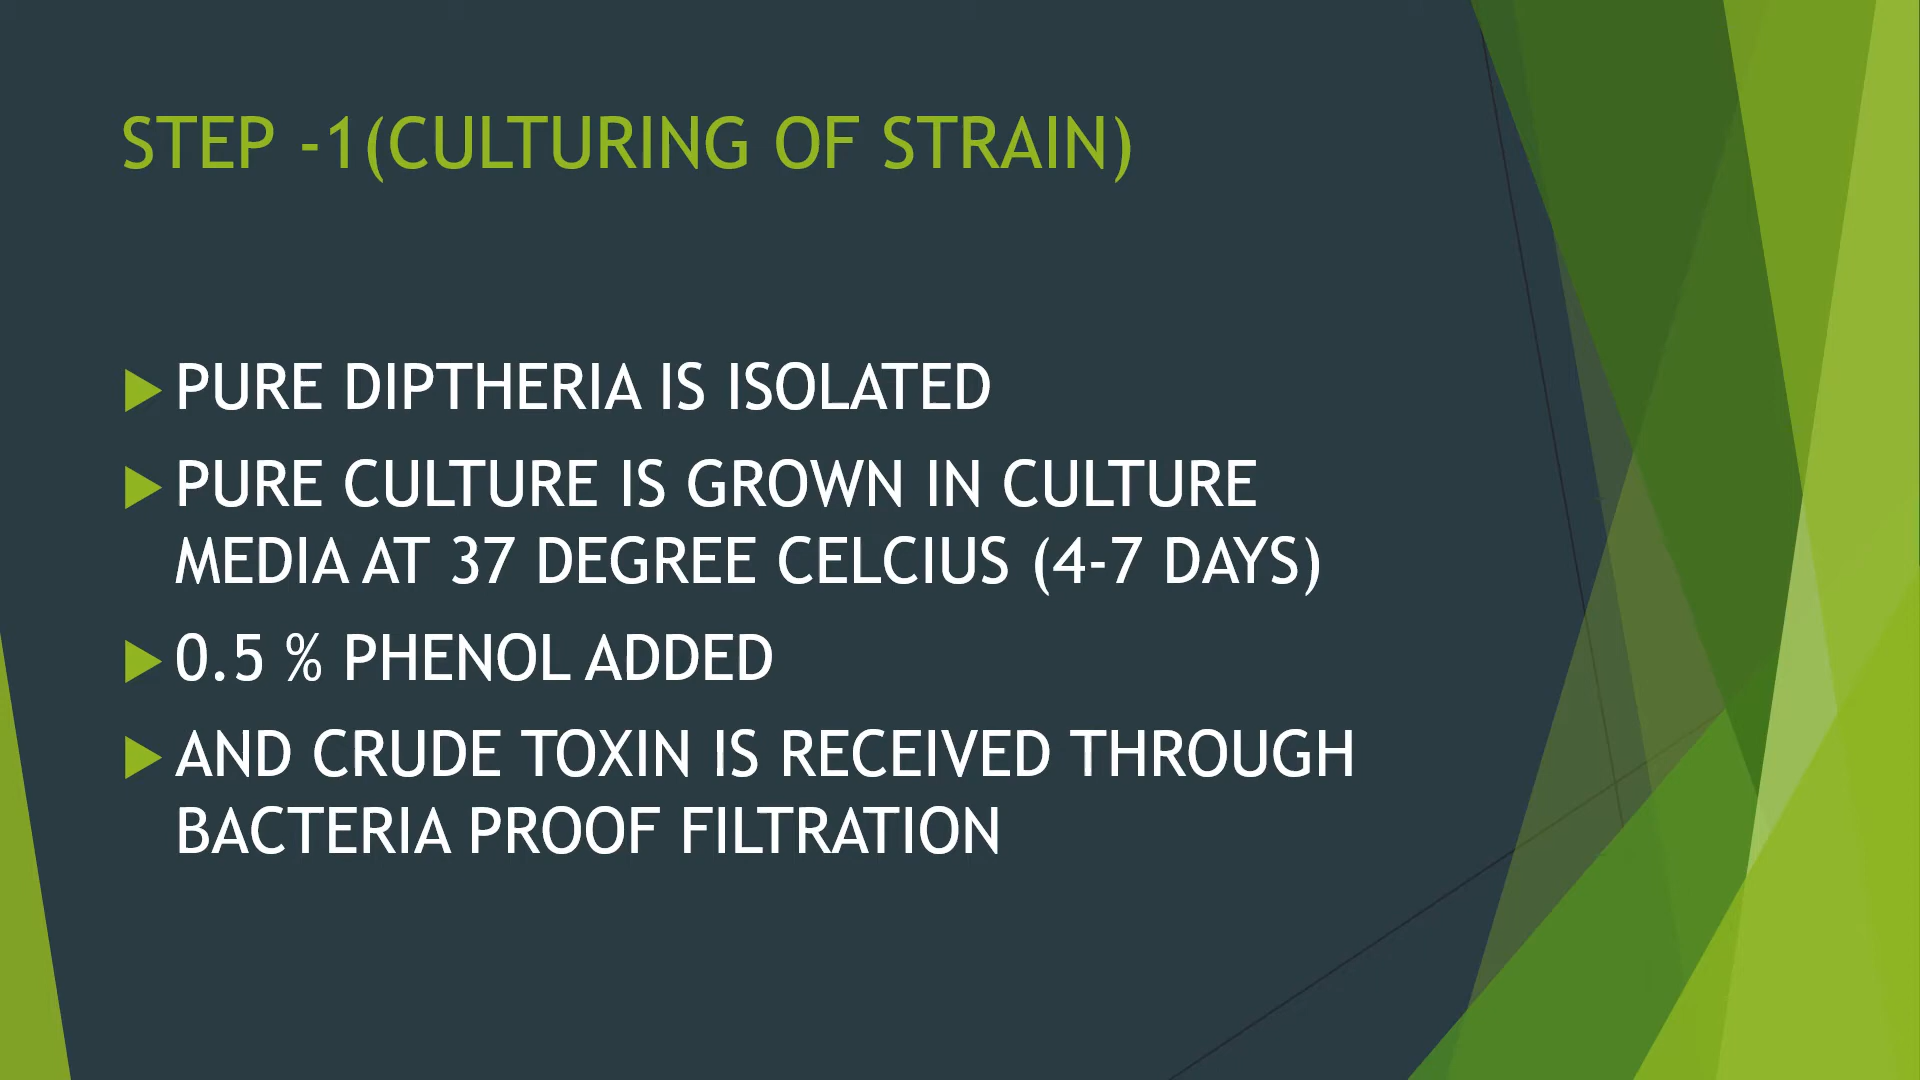 STEP -1(CULTURING OF STRAIN)
PURE DIPTHERIA IS ISOLATED
PURE CULTURE IS GROWN IN CULTURE
MEDIA AT 37 DEGREE CELCIUS (4-7 DAYS)
0.5 % PHENOL ADDED
AND CRUDE TOXIN IS RECEIVED THROUGH
BACTERIA PROOF FILTRATION